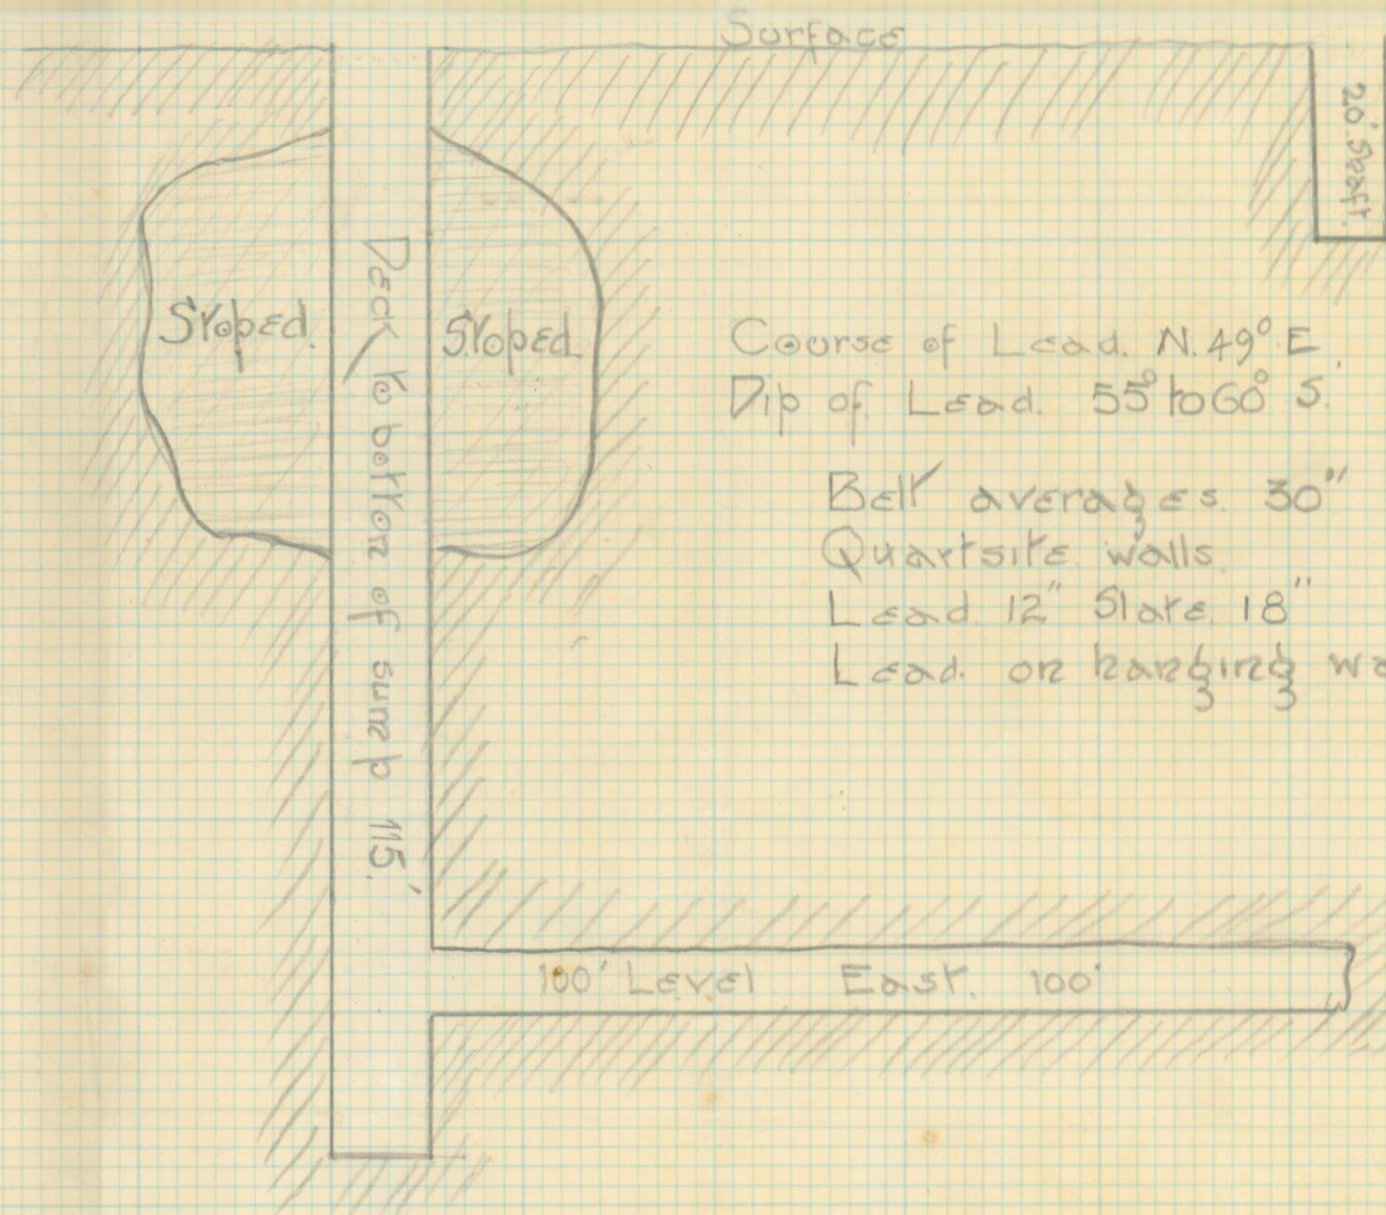 Surface
20' Shaft.
Stoped.
Deck to bottom of sump 115'
Stoped
Course of Lead. N. 49° E.
Dip of Lead. 55° to 60° S.
Belt averages. 30"
Quartsite walls.
Lead 12" Slate 18"
Lead. on hanging
100' Level East. 100'